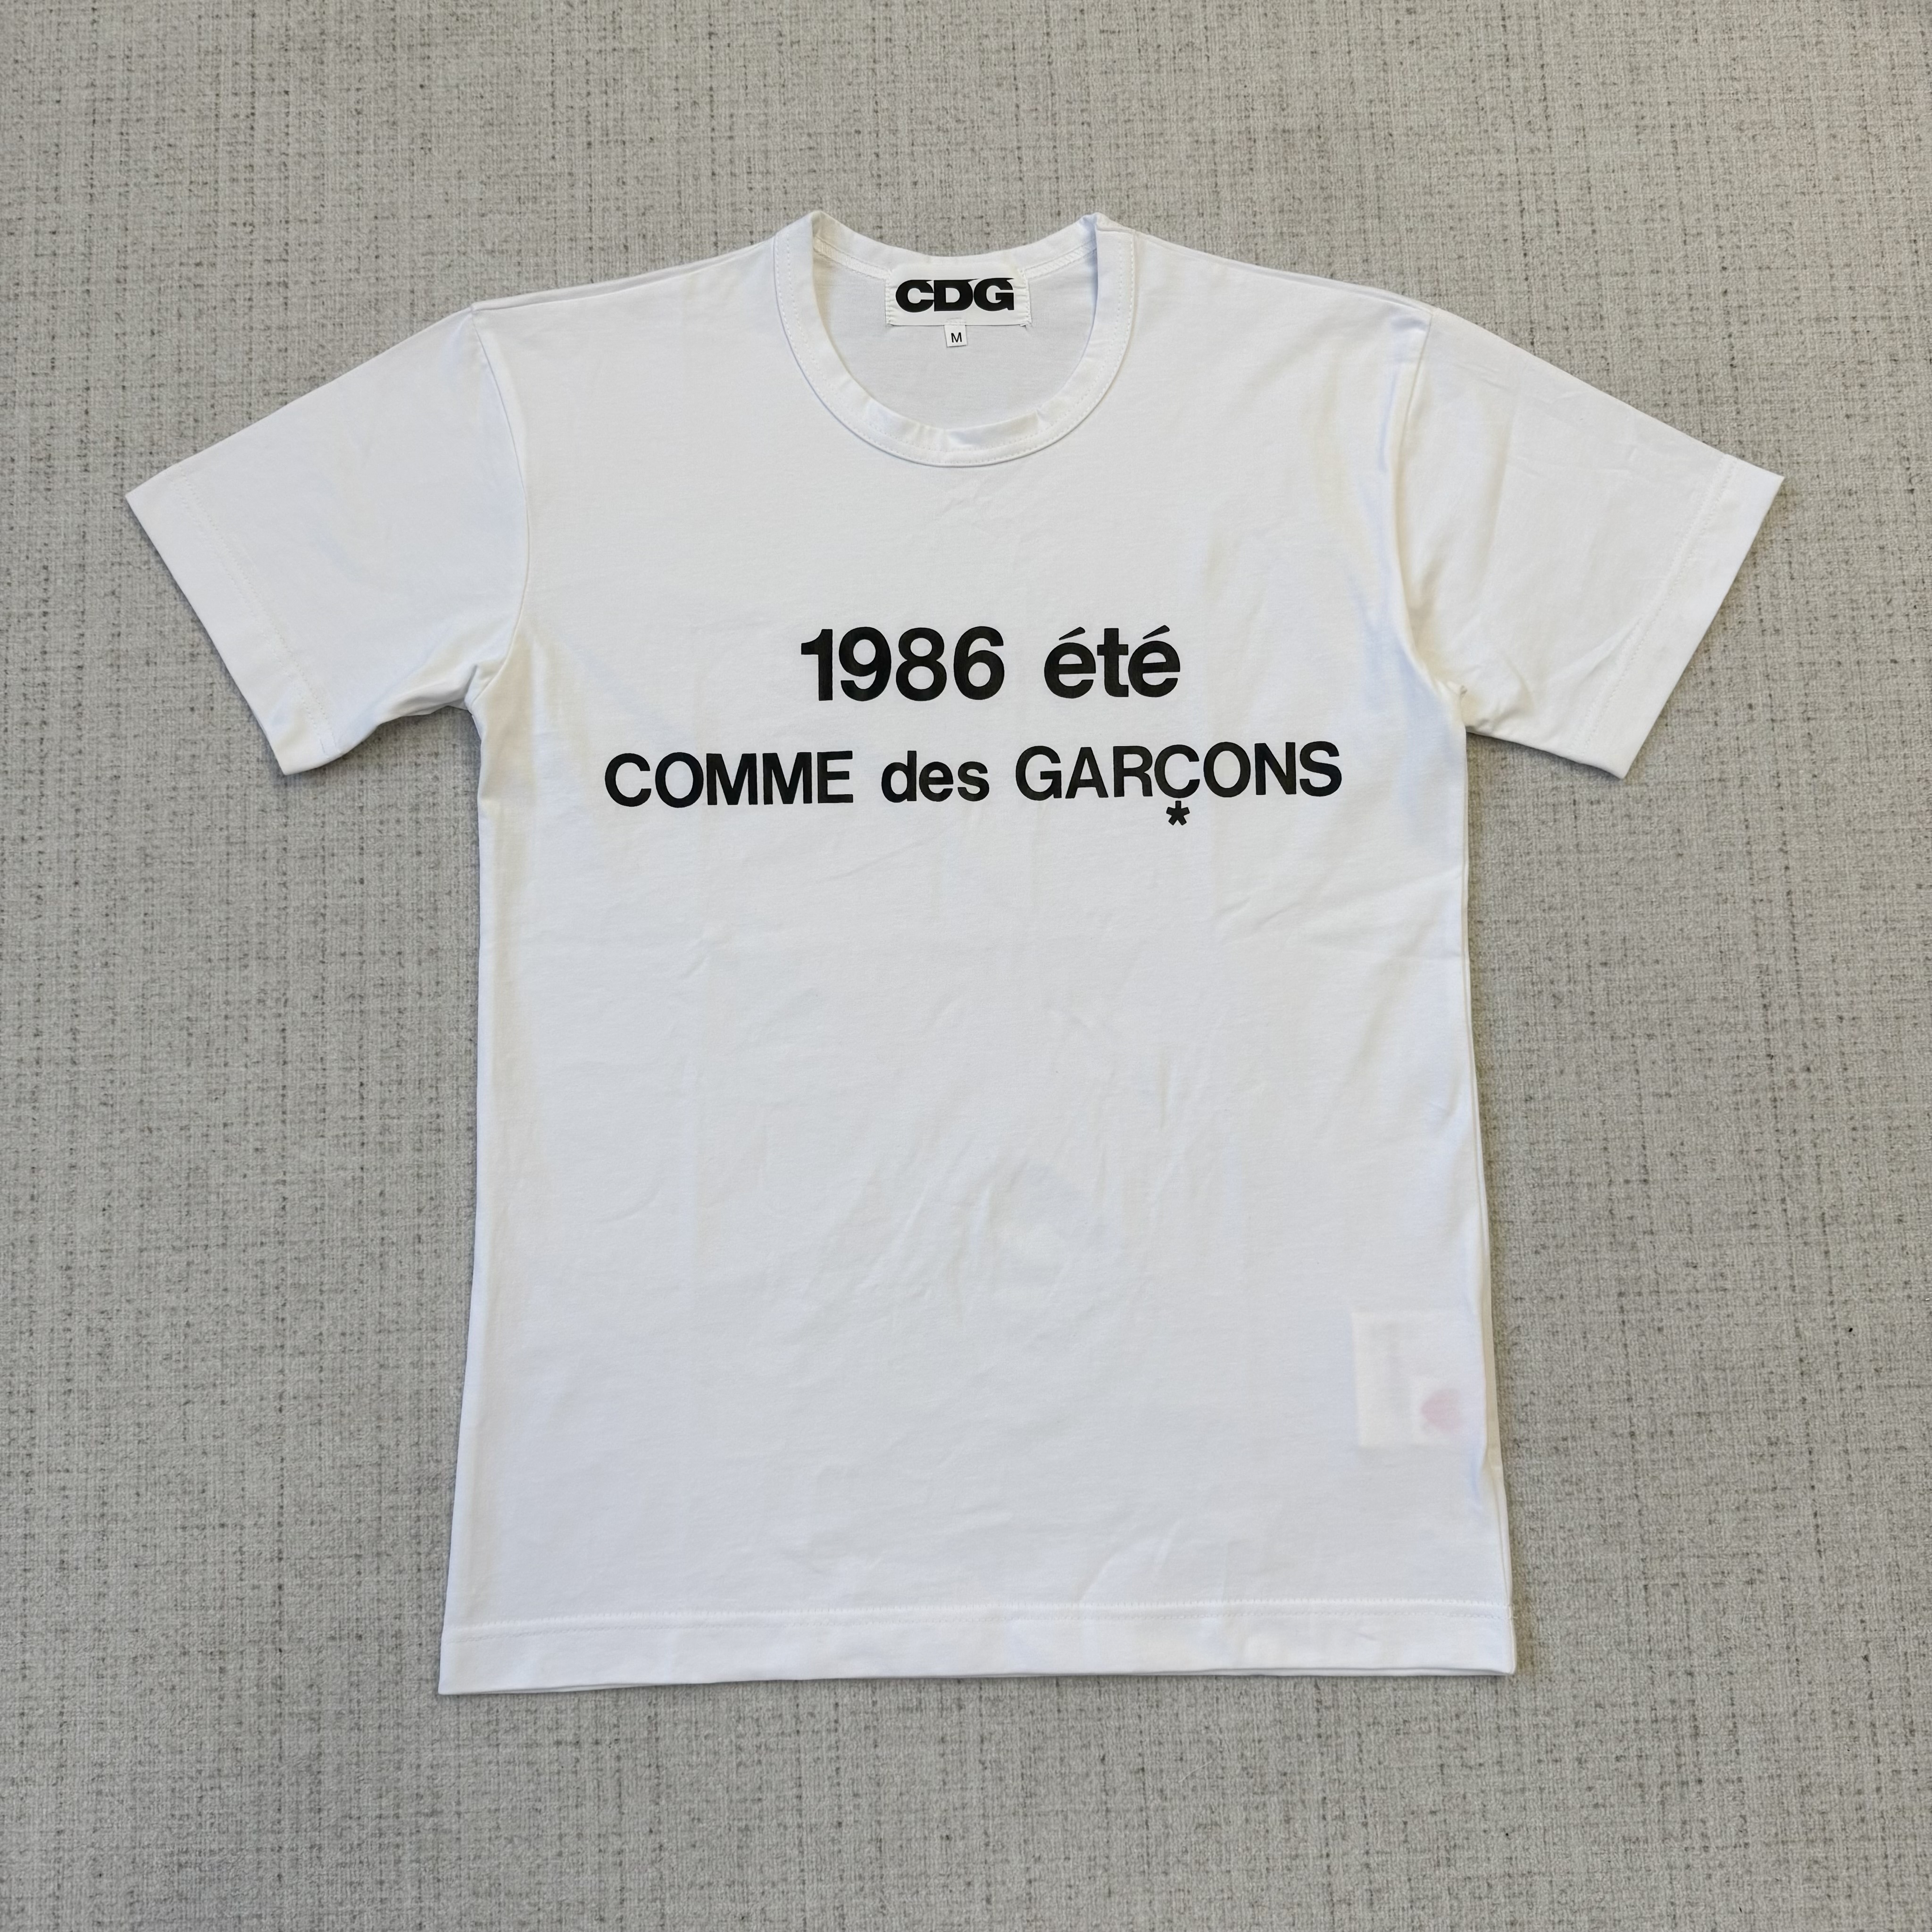 CDG
M
1986 été
COMME des GARÇONS
*